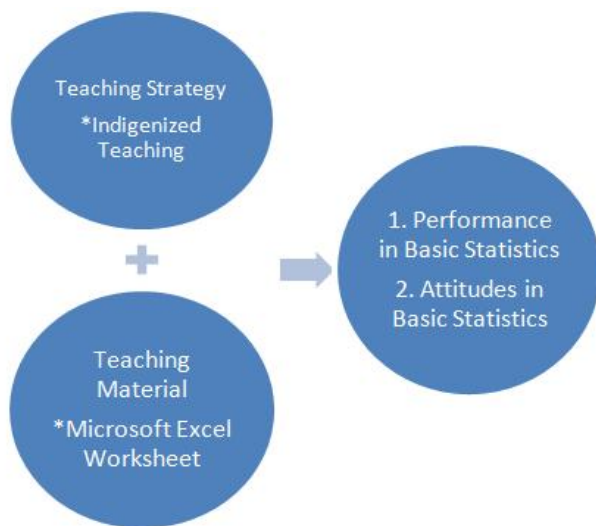 Teaching Strategy
*Indigenized
Teaching
Teaching
Material
*Microsoft Excel
Worksheet
1. Performance
in Basic Statistics
2. Attitudes in
Basic Statistics